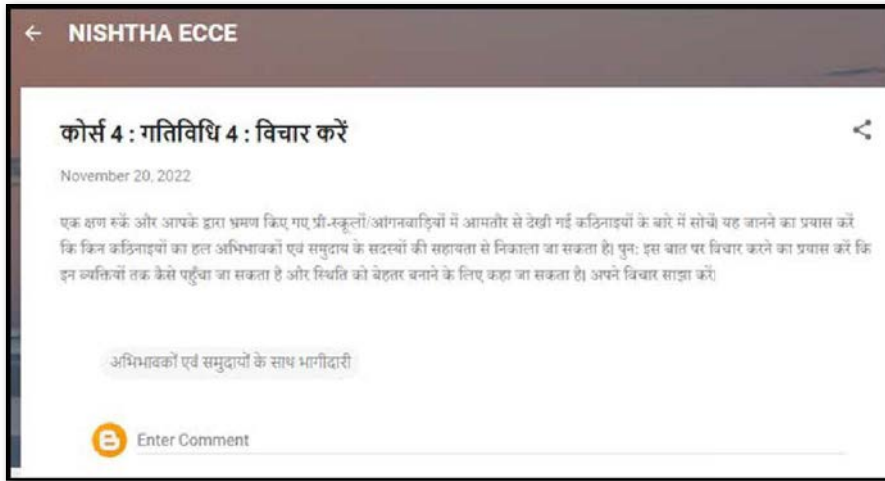 ← NISHTHA ECCE
कोर्स 4 : गतिविधि 4 : विचार करें
November 20, 2022
एक क्षण रुकें और आपके द्वारा भ्रमण किए गए प्री-स्कूलों/आंगनवाड़ियों में आमतौर से देखी गई कठिनाइयों के बारे में सोचें। यह जानने का प्रयास करें
कि किन कठिनाइयों का हल अभिभावकों एवं समुदाय के सदस्यों की सहायता से निकाला जा सकता है। पुन: इस बात पर विचार करने का प्रयास करें कि
इन व्यक्तियों तक कैसे पहुँचा जा सकता है और स्थिति को बेहतर बनाने के लिए कहा जा सकता है। अपने विचार साझा करें।
अभिभावकों एवं समुदायों के साथ भागीदारी
Enter Comment